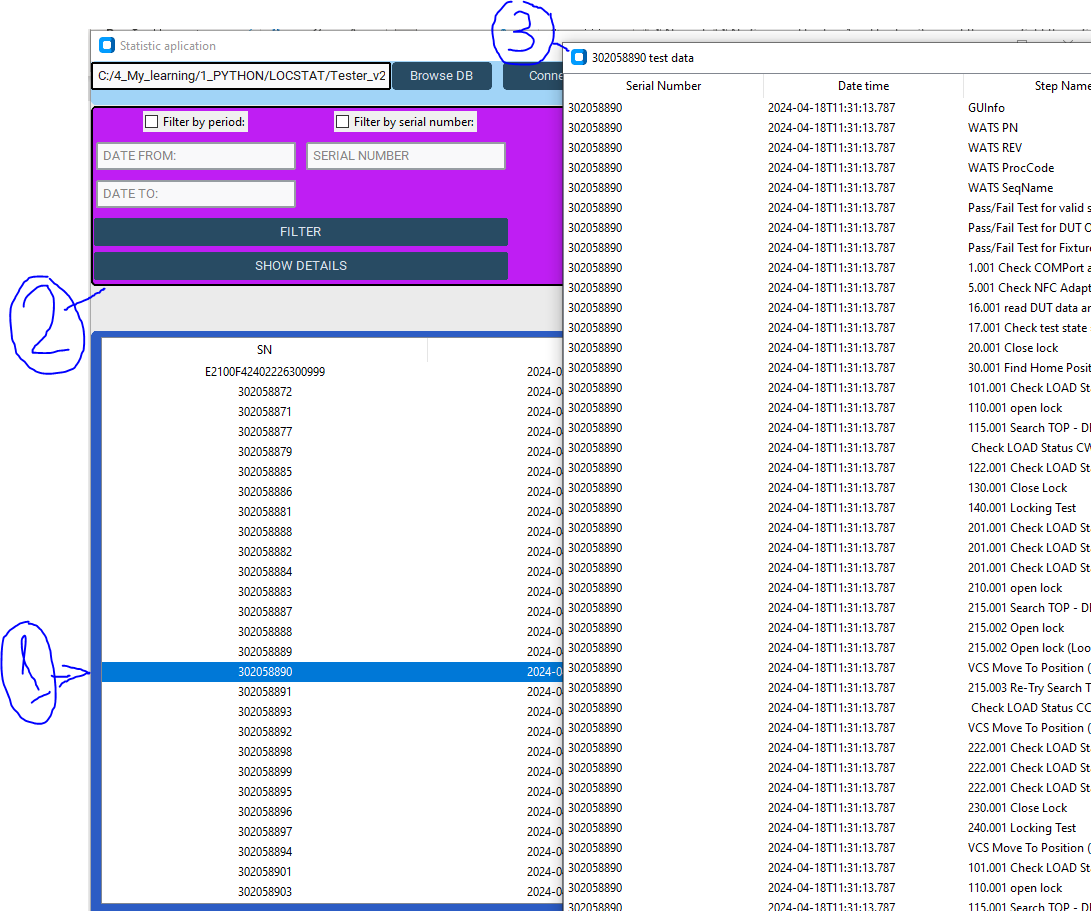 3
Statistic aplication
302058890 test data
C:/4_My_learning/1_PYTHON/LOCSTAT/Tester_v2 Browse DB Conne
Filter by period: Filter by serial number:
DATE FROM: SERIAL NUMBER
DATE TO:
FILTER
SHOW DETAILS
2
SN
E2100F42402226300999 2024-0
302058872 2024-0
302058871 2024-0
302058877 2024-0
302058879 2024-0
302058885 2024-0
302058886 2024-0
302058881 2024-0
302058888 2024-0
302058882 2024-0
302058884 2024-0
302058883 2024-0
302058887 2024-0
302058888 2024-0
302058889 2024-0
1
302058890 2024-0
302058891 2024-0
302058893 2024-0
302058892 2024-0
302058898 2024-0
302058899 2024-0
302058895 2024-0
302058896 2024-0
302058897 2024-0
302058894 2024-0
302058901 2024-0
302058903 2024-0
Serial Number Date time Step Name
302058890 2024-04-18T11:31:13.787 GUInfo
302058890 2024-04-18T11:31:13.787 WATS PN
302058890 2024-04-18T11:31:13.787 WATS REV
302058890 2024-04-18T11:31:13.787 WATS ProcCode
302058890 2024-04-18T11:31:13.787 WATS SeqName
302058890 2024-04-18T11:31:13.787 Pass/Fail Test for valid s
302058890 2024-04-18T11:31:13.787 Pass/Fail Test for DUT C
302058890 2024-04-18T11:31:13.787 Pass/Fail Test for Fixture
302058890 2024-04-18T11:31:13.787 1.001 Check COMPort a
302058890 2024-04-18T11:31:13.787 5.001 Check NFC Adapt
302058890 2024-04-18T11:31:13.787 16.001 read DUT data an
302058890 2024-04-18T11:31:13.787 17.001 Check test state
302058890 2024-04-18T11:31:13.787 20.001 Close lock
302058890 2024-04-18T11:31:13.787 30.001 Find Home Posit
302058890 2024-04-18T11:31:13.787 101.001 Check LOAD St
302058890 2024-04-18T11:31:13.787 110.001 open lock
302058890 2024-04-18T11:31:13.787 115.001 Search TOP - DI
302058890 2024-04-18T11:31:13.787 Check LOAD Status CW
302058890 2024-04-18T11:31:13.787 122.001 Check LOAD St
302058890 2024-04-18T11:31:13.787 130.001 Close Lock
302058890 2024-04-18T11:31:13.787 140.001 Locking Test
302058890 2024-04-18T11:31:13.787 201.001 Check LOAD St
302058890 2024-04-18T11:31:13.787 201.001 Check LOAD St
302058890 2024-04-18T11:31:13.787 201.001 Check LOAD St
302058890 2024-04-18T11:31:13.787 210.001 open lock
302058890 2024-04-18T11:31:13.787 215.001 Search TOP - DI
302058890 2024-04-18T11:31:13.787 215.002 Open lock
302058890 2024-04-18T11:31:13.787 215.002 Open lock (Loo
302058890 2024-04-18T11:31:13.787 VCS Move To Position (
302058890 2024-04-18T11:31:13.787 215.003 Re-Try Search T
302058890 2024-04-18T11:31:13.787 Check LOAD Status CC
302058890 2024-04-18T11:31:13.787 VCS Move To Position (
302058890 2024-04-18T11:31:13.787 222.001 Check LOAD St
302058890 2024-04-18T11:31:13.787 222.001 Check LOAD St
302058890 2024-04-18T11:31:13.787 222.001 Check LOAD St
302058890 2024-04-18T11:31:13.787 230.001 Close Lock
302058890 2024-04-18T11:31:13.787 240.001 Locking Test
302058890 2024-04-18T11:31:13.787 VCS Move To Position (
302058890 2024-04-18T11:31:13.787 101.001 Check LOAD St
302058890 2024-04-18T11:31:13.787 110.001 open lock
302058890 2024-04-18T11:31:13.787 115.001 Search TOP - DI